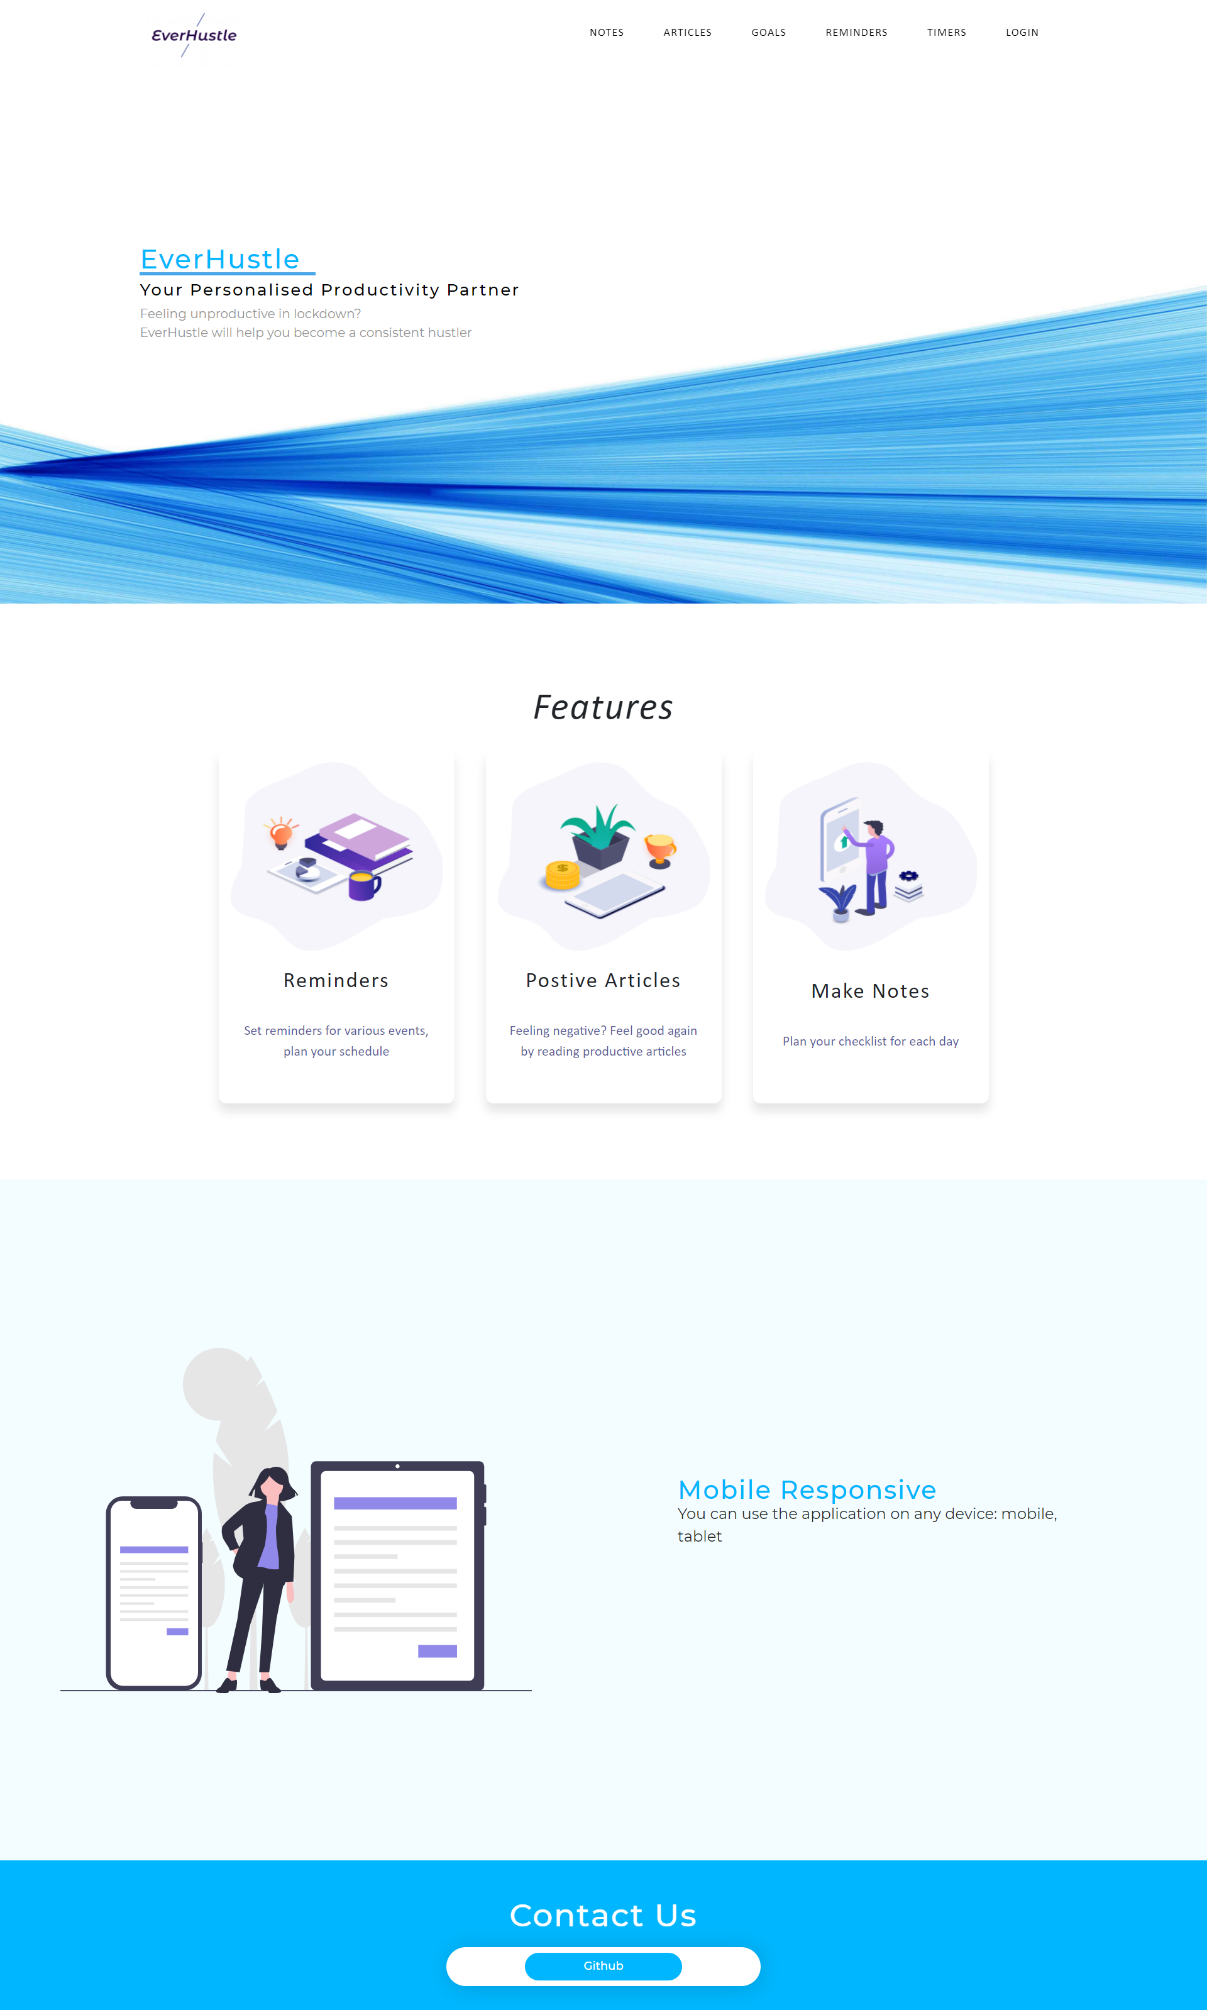 EverHustle
NOTES ARTICLES GOALS REMINDERS TIMERS LOGIN
EverHustle
Your Personalised Productivity Partner
Feeling unproductive in lockdown?
EverHustle will help you become a consistent hustler
Features
Reminders
Set reminders for various events,
plan your schedule
Postive Articles
Feeling negative? Feel good again
by reading productive articles
Make Notes
Plan your checklist for each day
Mobile Responsive
You can use the application on any device: mobile,
tablet
Contact Us
Github